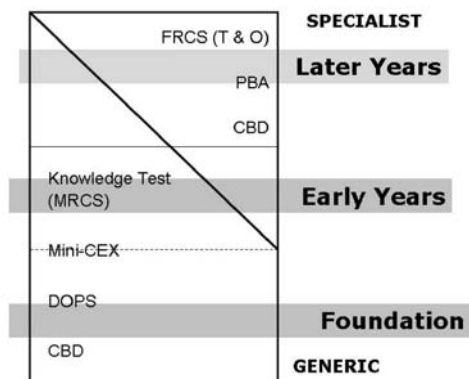 SPECIALIST
FRCS (T & O)
Later Years
PBA
CBD
Knowledge Test
(MRCS)
Early Years
Mini-CEX
DOPS
Foundation
CBD
GENERIC